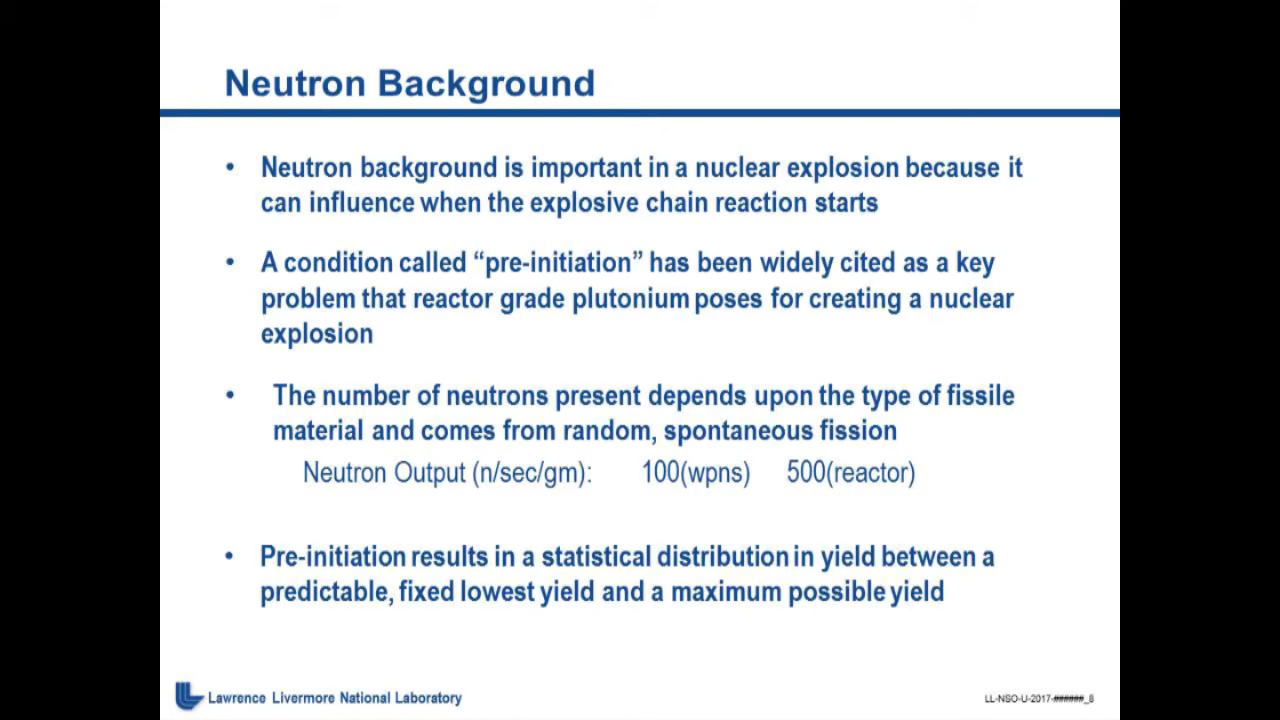 Neutron Background
• Neutron background is important in a nuclear explosion because it
can influence when the explosive chain reaction starts
• A condition called “pre-initiation” has been widely cited as a key
problem that reactor grade plutonium poses for creating a nuclear
explosion
• The number of neutrons present depends upon the type of fissile
material and comes from random, spontaneous fission
Neutron Output (n/sec/gm): 100(wpns) 500(reactor)
• Pre-initiation results in a statistical distribution in yield between a
predictable, fixed lowest yield and a maximum possible yield
Lawrence Livermore National Laboratory
LL-NSO-U-2017-######_8